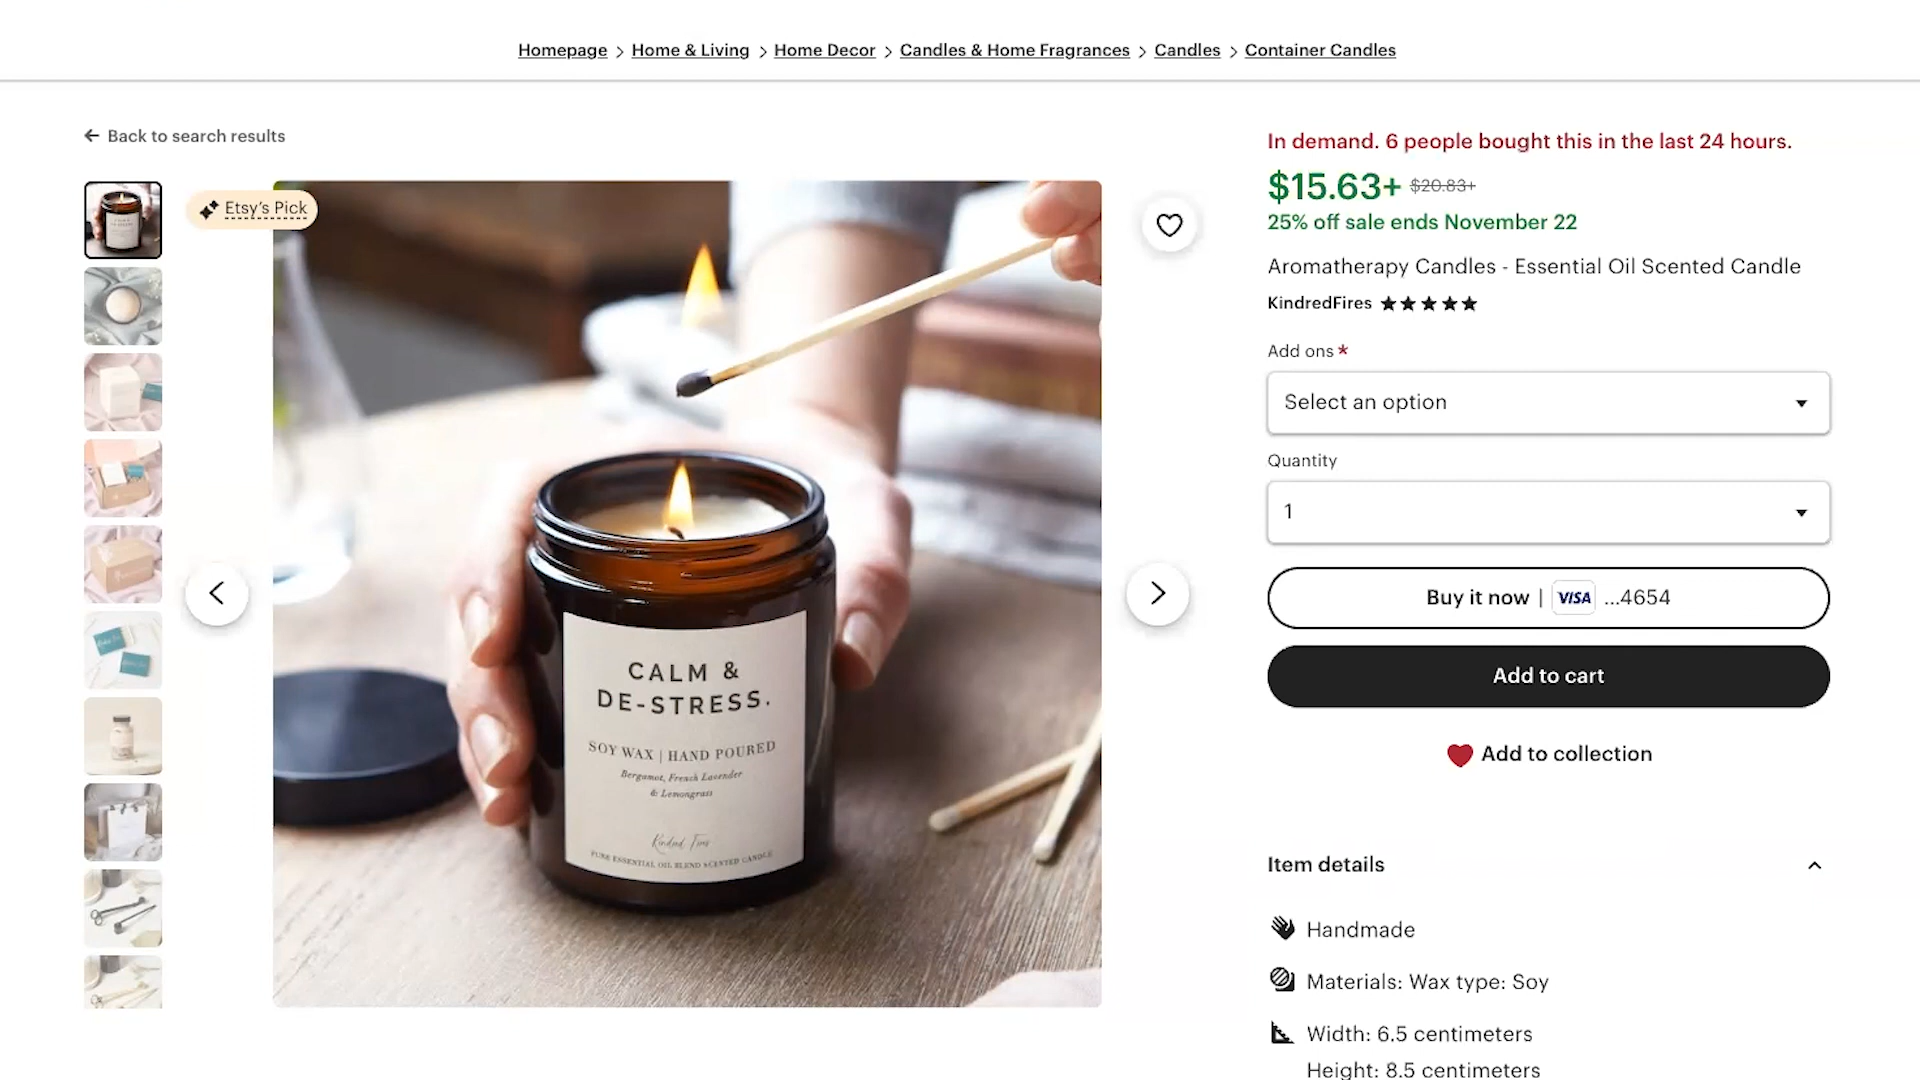 Homepage > Home & Living > Home Decor > Candles & Home Fragrances > Candles > Container Candles
Back to search results
Etsy's Pick
CALM &
DE-STRESS.
SOY WAX | HAND POURED
Bergamot, French Lavender
& Lemongrass
Kindred Fires
PURE ESSENTIAL OIL BLEND SCENTED CANDLE
In demand. 6 people bought this in the last 24 hours.
$15.63+ $20.83+
25% off sale ends November 22
Aromatherapy Candles - Essential Oil Scented Candle
KindredFires
Add ons *
Select an option
Quantity
1
Buy it now | VISA ...4654
Add to cart
Add to collection
Item details
Handmade
Materials: Wax type: Soy
Width: 6.5 centimeters
Height: 8.5 centimeters